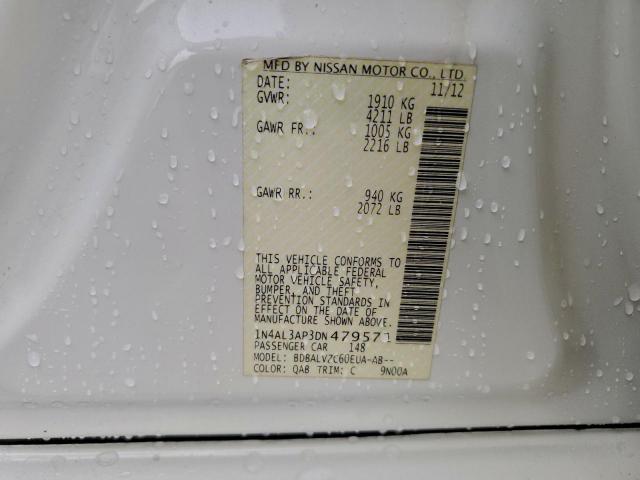 MFD BY NISSAN MOTOR CO., LTD.
DATE: 11/12
GVWR: 1910 KG
4211 LB
GAWR FR.: 1005 KG
2216 LB
GAWR RR.: 940 KG
2072 LB
THIS VEHICLE CONFORMS TO
ALL APPLICABLE FEDERAL
MOTOR VEHICLE SAFETY,
BUMPER, AND THEFT
PREVENTION STANDARDS IN
EFFECT ON THE DATE OF
MANUFACTURE SHOWN ABOVE.
1N4AL3AP3DN479571
PASSENGER CAR 148
MODEL: BDBALVZC60EUA-AB--
COLOR: QAB TRIM: C 9N00A